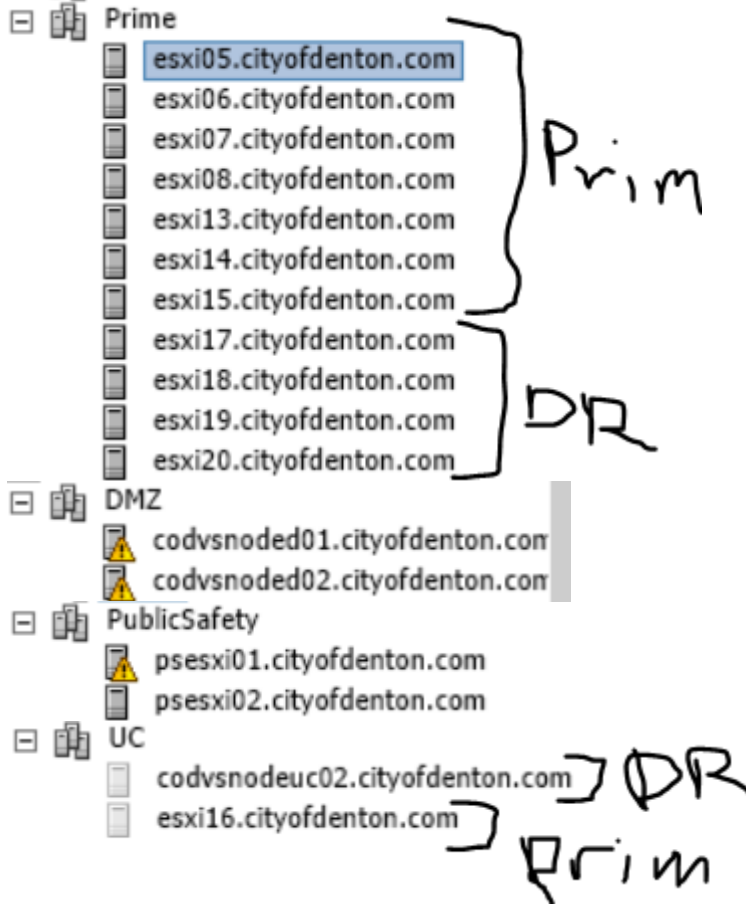 Prime
esxi05.cityofdenton.com
esxi06.cityofdenton.com
esxi07.cityofdenton.com
esxi08.cityofdenton.com
Prim
esxi13.cityofdenton.com
esxi14.cityofdenton.com
esxi15.cityofdenton.com
esxi17.cityofdenton.com
esxi18.cityofdenton.com
esxi19.cityofdenton.com
DR
esxi20.cityofdenton.com
DMZ
codvsnoded01.cityofdenton.com
codvsnoded02.cityofdenton.com
PublicSafety
psesxi01.cityofdenton.com
psesxi02.cityofdenton.com
UC
codvsnodeuc02.cityofdenton.com DR
esxi16.cityofdenton.com
Prim